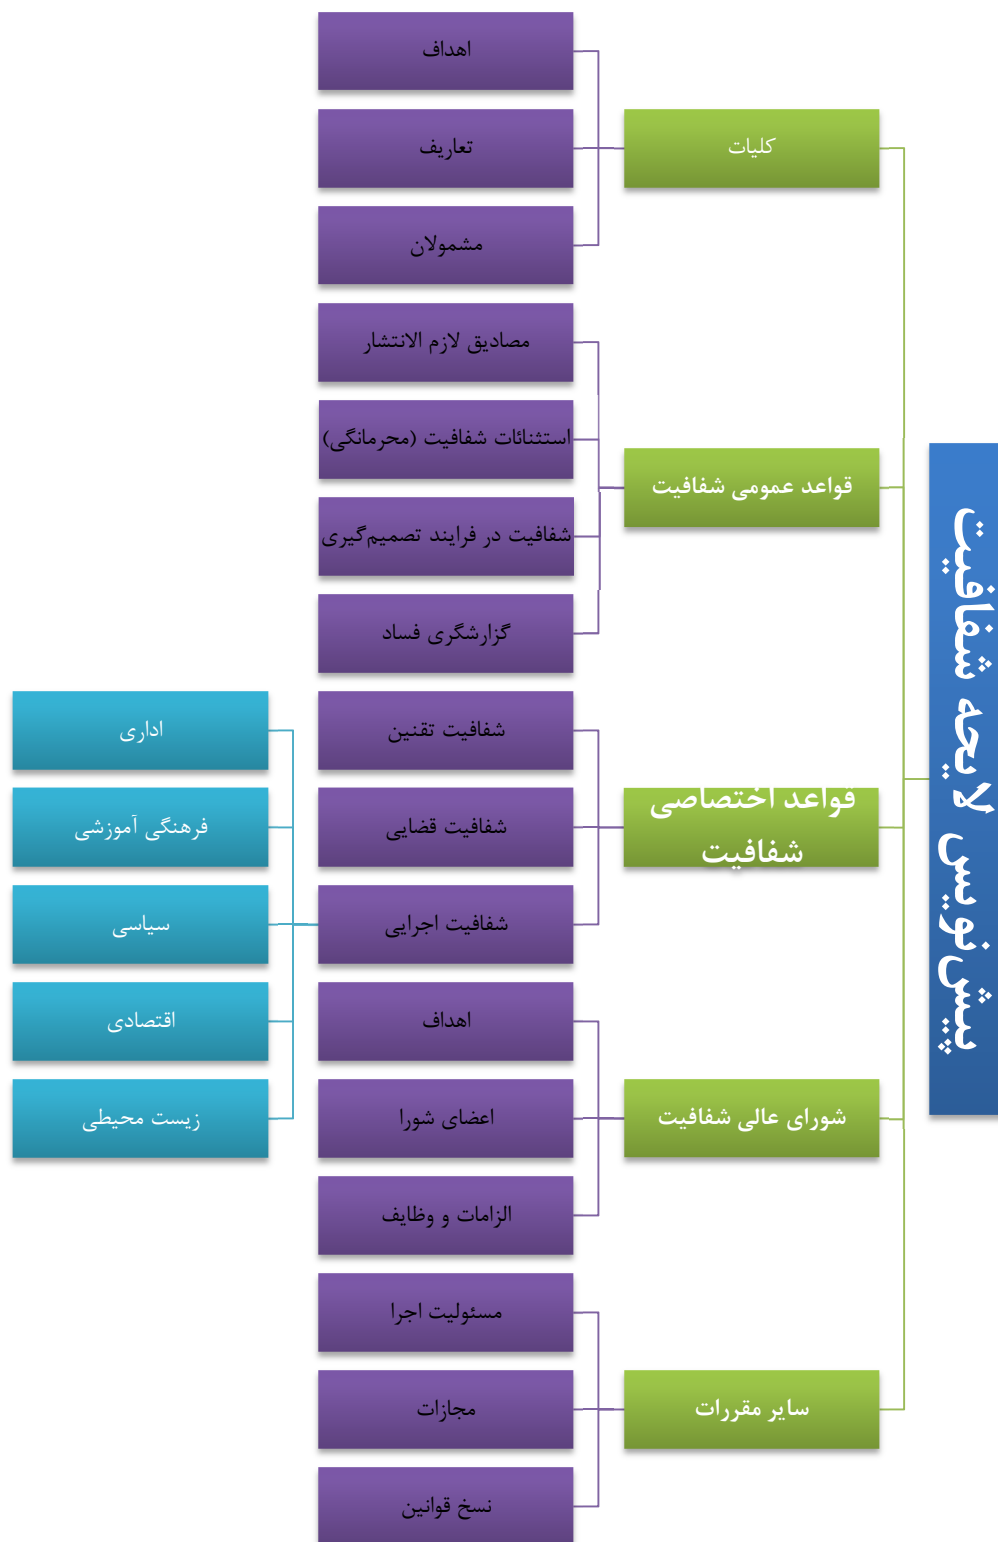 پیش‌نویس لایحه شفافیت
کلیات
اهداف
تعاریف
مشمولان
قواعد عمومی شفافیت
مصادیق لازم الانتشار
استثنائات شفافیت (محرمانگی)
شفافیت در فرایند تصمیم‌گیری
گزارشگری فساد
قواعد اختصاصی
شفافیت
شفافیت تقنین
شفافیت قضایی
شفافیت اجرایی
اداری
فرهنگی آموزشی
سیاسی
اقتصادی
زیست محیطی
شورای عالی شفافیت
اهداف
اعضای شورا
الزامات و وظایف
سایر مقررات
مسئولیت اجرا
مجازات
نسخ قوانین